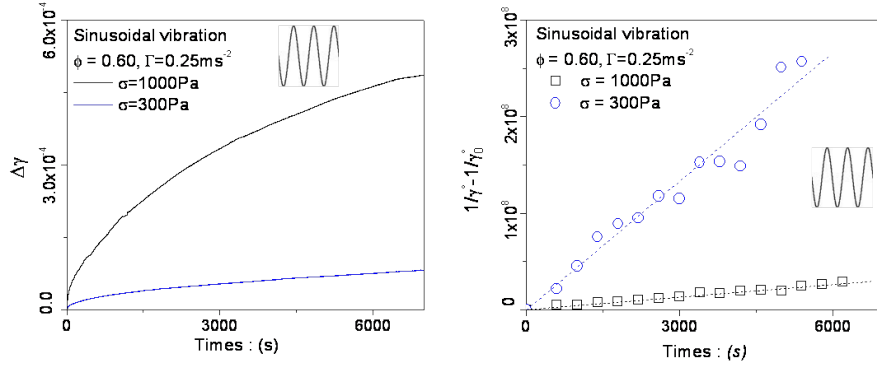 6.0x10⁻⁴
3.0x10⁻⁴
0.0
Δγ
Sinusoidal vibration
ϕ = 0.60, Γ=0.25ms⁻²
σ=1000Pa
σ=300Pa
0
3000
6000
Times : (s)
3x10⁸
2x10⁸
1x10⁸
0
1/γ°-1/γ°₀
Sinusoidal vibration
ϕ = 0.60, Γ=0.25ms⁻²
σ = 1000Pa
σ = 300Pa
0
3000
6000
Times : (s)